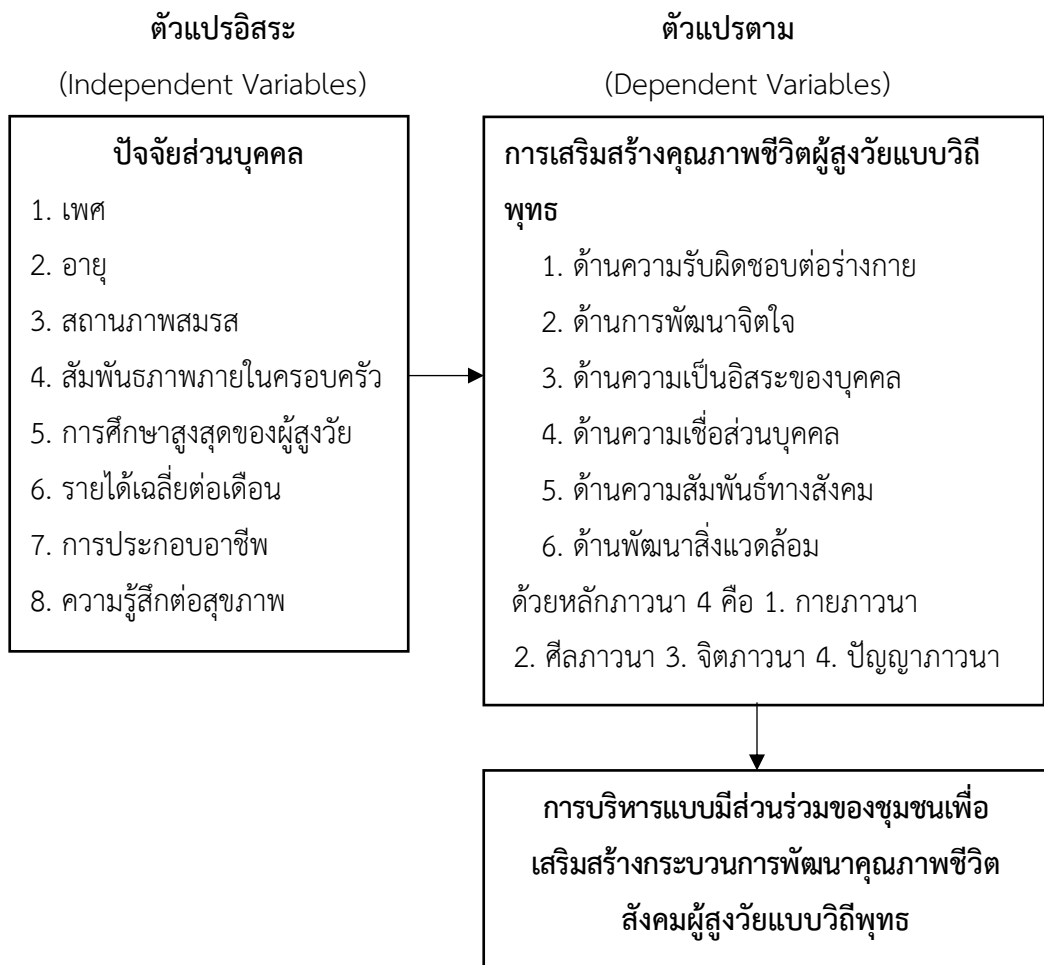 ตัวแปรอิสระ
(Independent Variables)
ปัจจัยส่วนบุคคล
1. เพศ
2. อายุ
3. สถานภาพสมรส
4. สัมพันธภาพภายในครอบครัว
5. การศึกษาสูงสุดของผู้สูงวัย
6. รายได้เฉลี่ยต่อเดือน
7. การประกอบอาชีพ
8. ความรู้สึกต่อสุขภาพ
ตัวแปรตาม
(Dependent Variables)
การเสริมสร้างคุณภาพชีวิตผู้สูงวัยแบบวิถี
พุทธ
1. ด้านความรับผิดชอบต่อร่างกาย
2. ด้านการพัฒนาจิตใจ
3. ด้านความเป็นอิสระของบุคคล
4. ด้านความเชื่อส่วนบุคคล
5. ด้านความสัมพันธ์ทางสังคม
6. ด้านพัฒนาสิ่งแวดล้อม
ด้วยหลักภาวนา 4 คือ 1. กายภาวนา
2. ศีลภาวนา 3. จิตภาวนา 4. ปัญญาภาวนา
การบริหารแบบมีส่วนร่วมของชุมชนเพื่อ
เสริมสร้างกระบวนการพัฒนาคุณภาพชีวิต
สังคมผู้สูงวัยแบบวิถีพุทธ